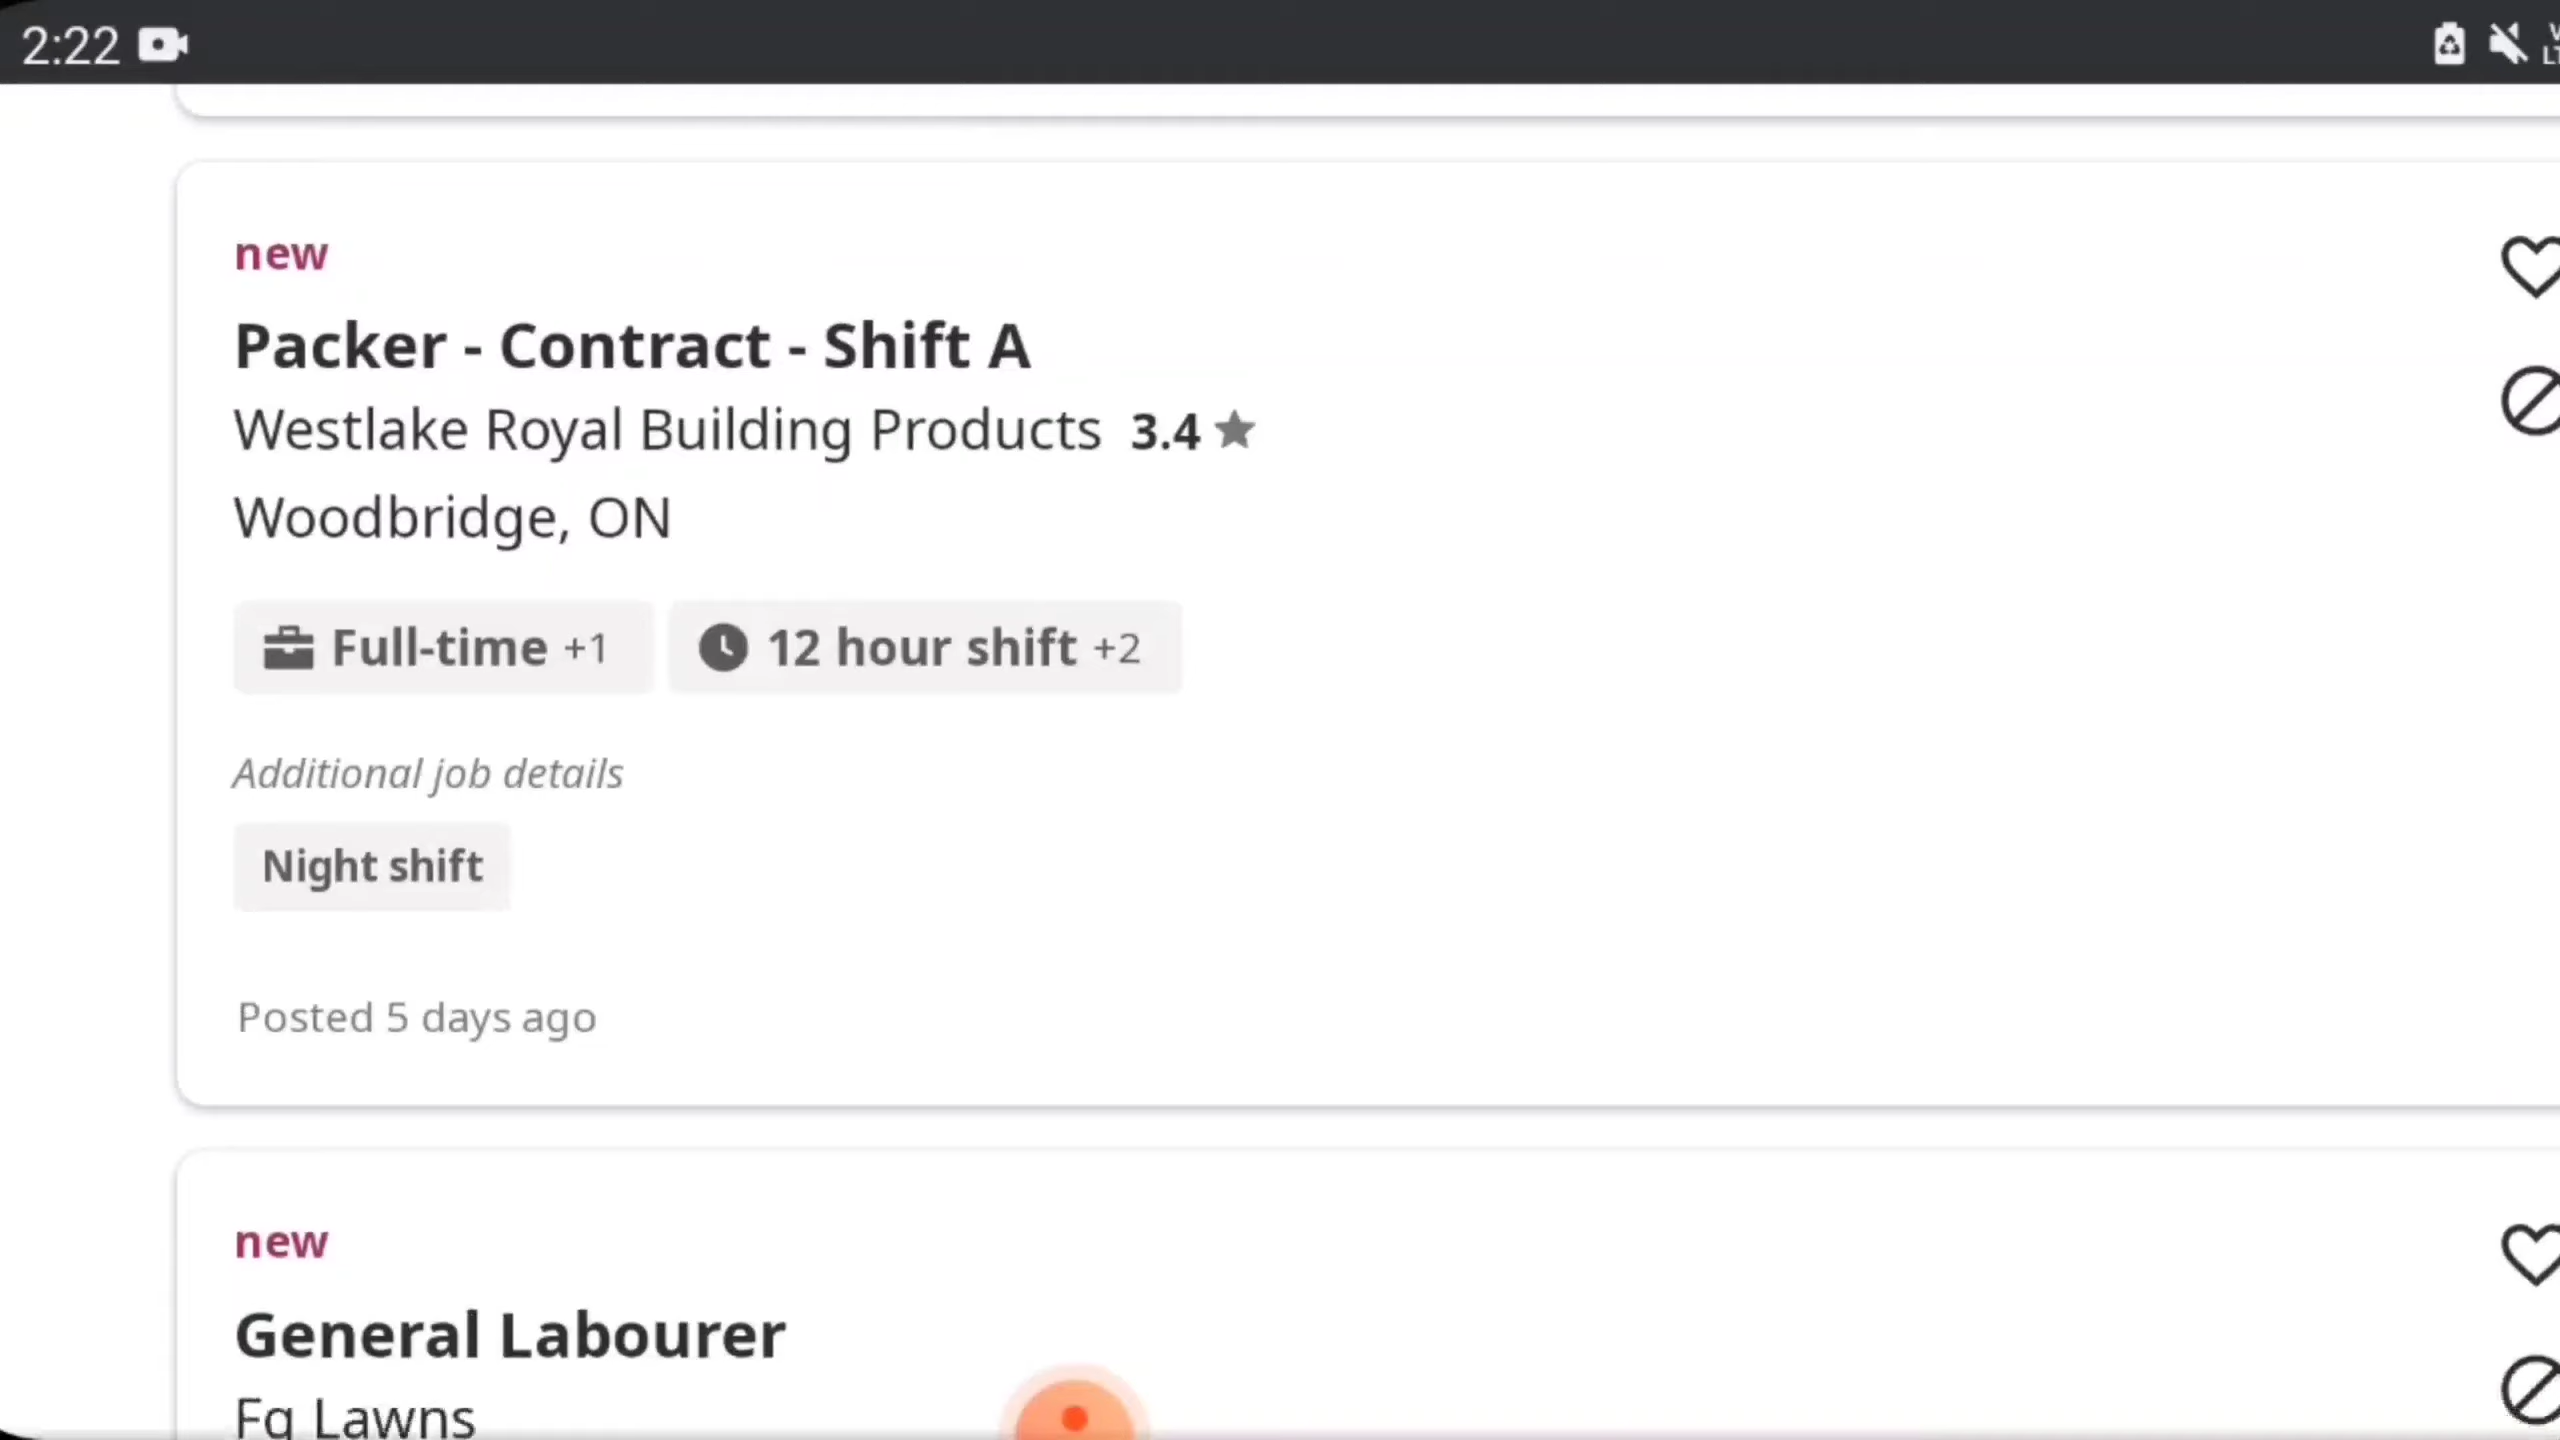 2:22
new
Packer - Contract - Shift A
Westlake Royal Building Products 3.4
Woodbridge, ON
Full-time +1
12 hour shift +2
Additional job details
Night shift
Posted 5 days ago
new
General Labourer
Fg Lawns